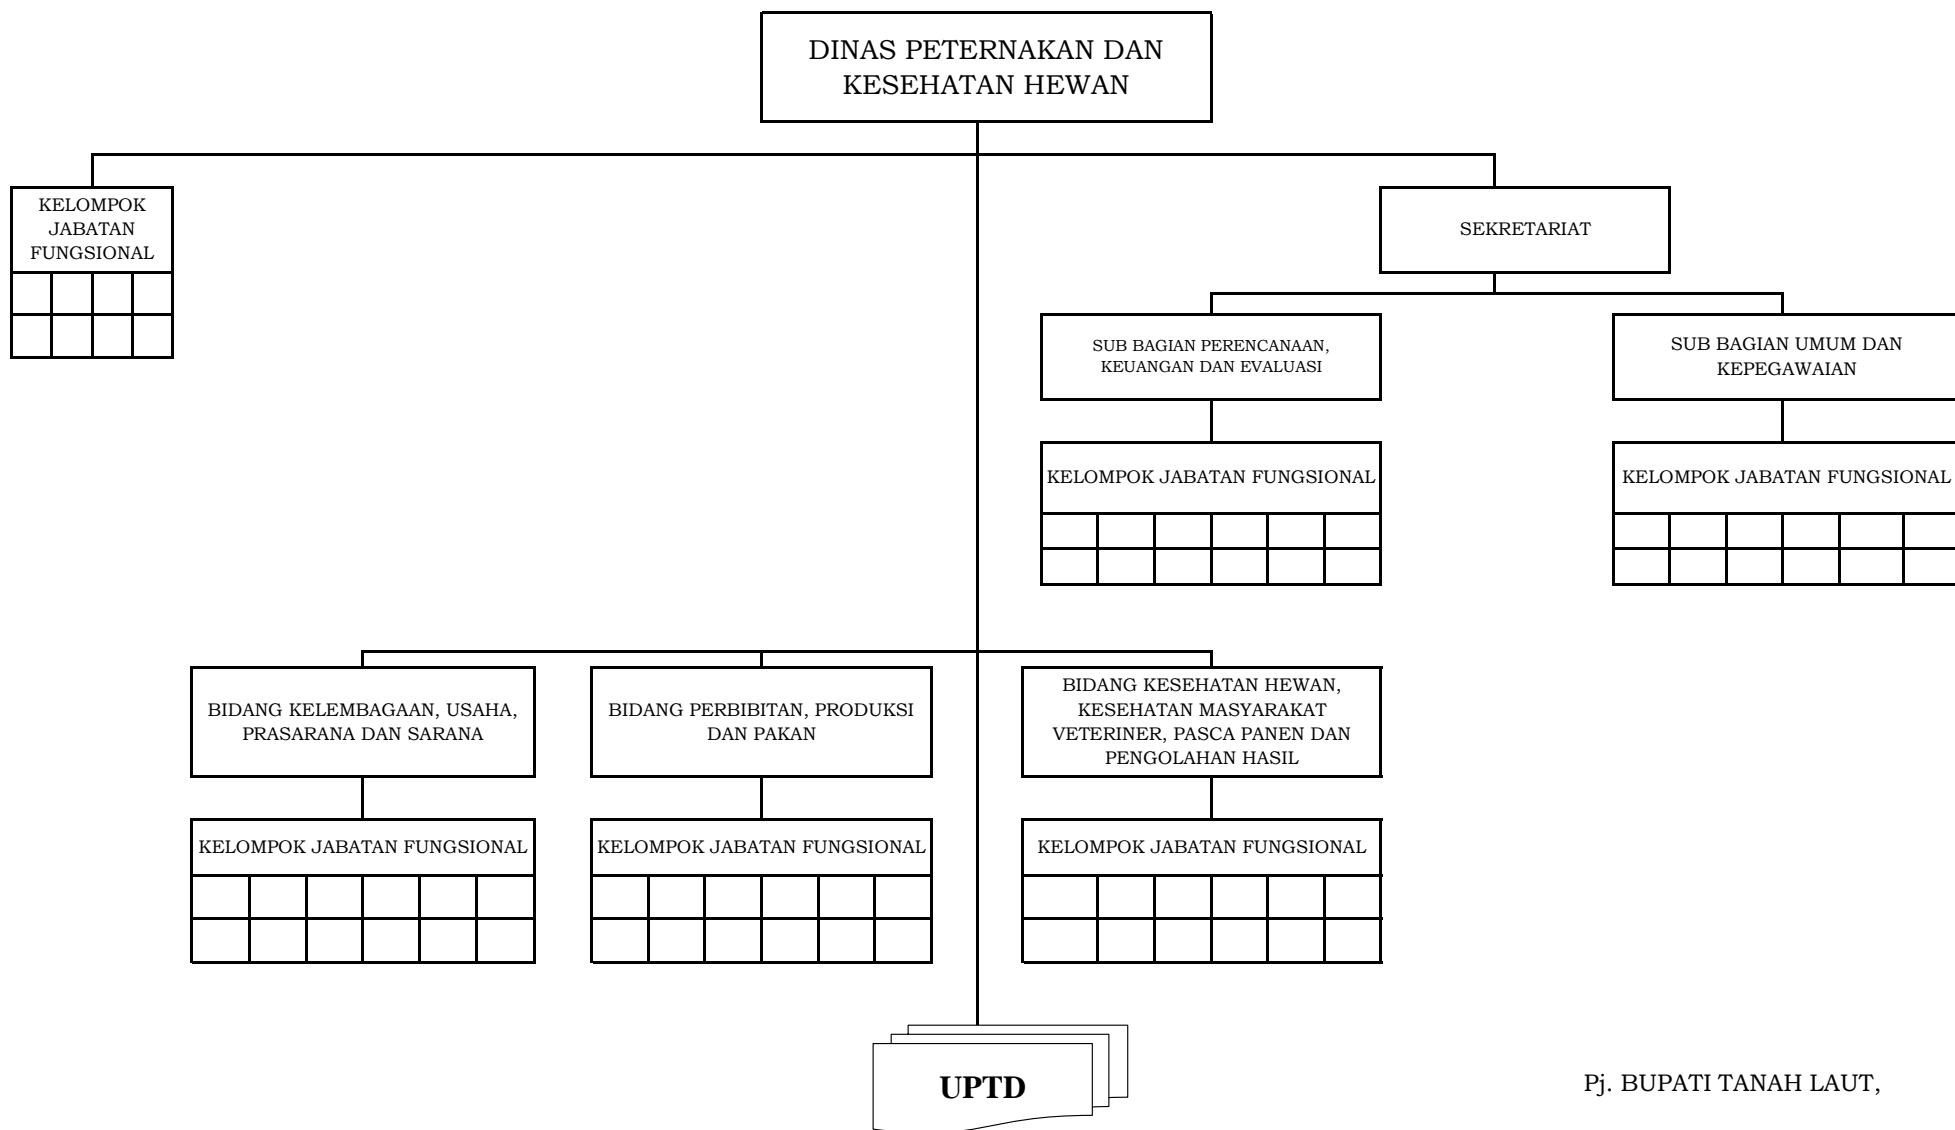 DINAS PETERNAKAN DAN
KESEHATAN HEWAN
KELOMPOK
JABATAN
FUNGSIONAL
SEKRETARIAT
SUB BAGIAN PERENCANAAN,
KEUANGAN DAN EVALUASI
SUB BAGIAN UMUM DAN
KEPEGAWAIAN
KELOMPOK JABATAN FUNGSIONAL
KELOMPOK JABATAN FUNGSIONAL
BIDANG KELEMBAGAAN, USAHA,
PRASARANA DAN SARANA
BIDANG PERBIBITAN, PRODUKSI
DAN PAKAN
BIDANG KESEHATAN HEWAN,
KESEHATAN MASYARAKAT
VETERINER, PASCA PANEN DAN
PENGOLAHAN HASIL
KELOMPOK JABATAN FUNGSIONAL
KELOMPOK JABATAN FUNGSIONAL
KELOMPOK JABATAN FUNGSIONAL
UPTD
Pj. BUPATI TANAH LAUT,